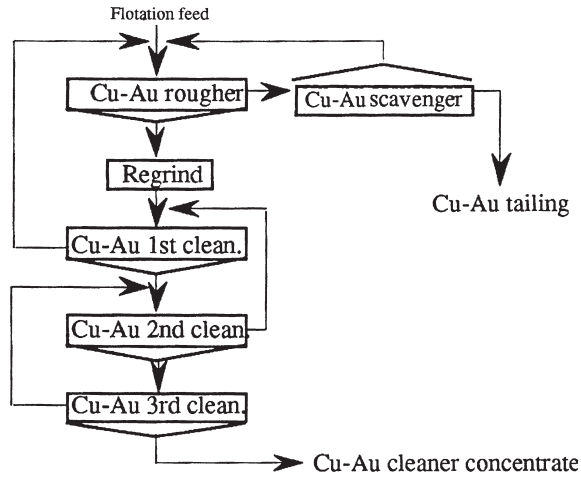 Flotation feed
Cu-Au rougher
Cu-Au scavenger
Regrind
Cu-Au tailing
Cu-Au 1st clean.
Cu-Au 2nd clean.
Cu-Au 3rd clean.
Cu-Au cleaner concentrate